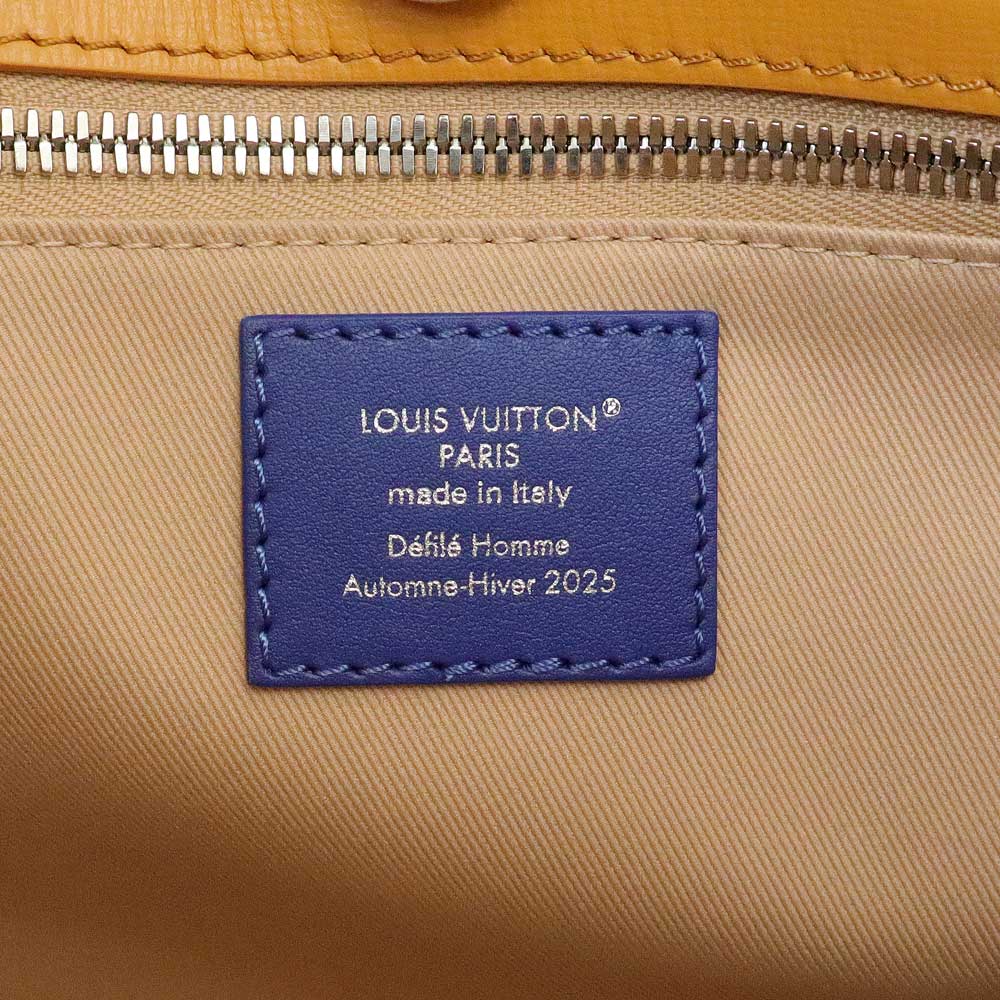 LOUIS VUITTON®
PARIS
made in Italy
Défilé Homme
Automne-Hiver 2025